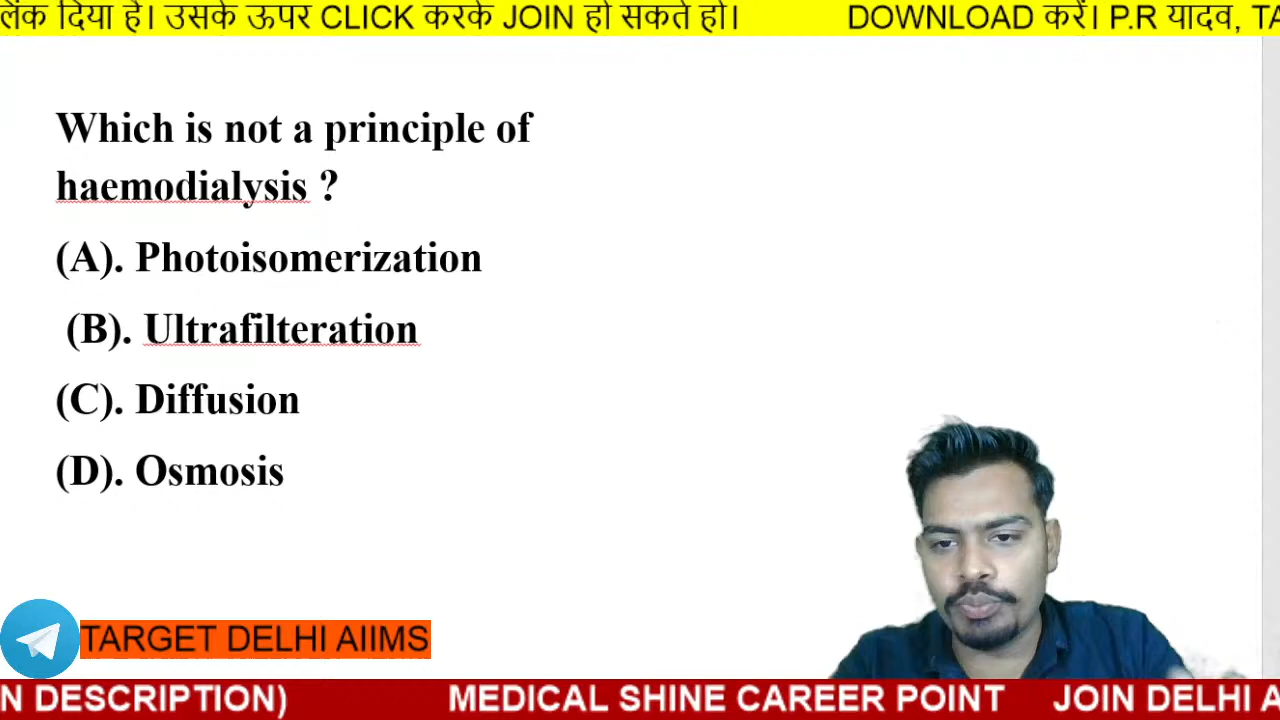 लिंक दिया है। उसके ऊपर CLICK करके JOIN हो सकते हो। DOWNLOAD करें। P.R यादव, TA
Which is not a principle of
haemodialysis ?
(A). Photoisomerization
(B). Ultrafilteration
(C). Diffusion
(D). Osmosis
TARGET DELHI AIIMS
N DESCRIPTION) MEDICAL SHINE CAREER POINT JOIN DELHI A